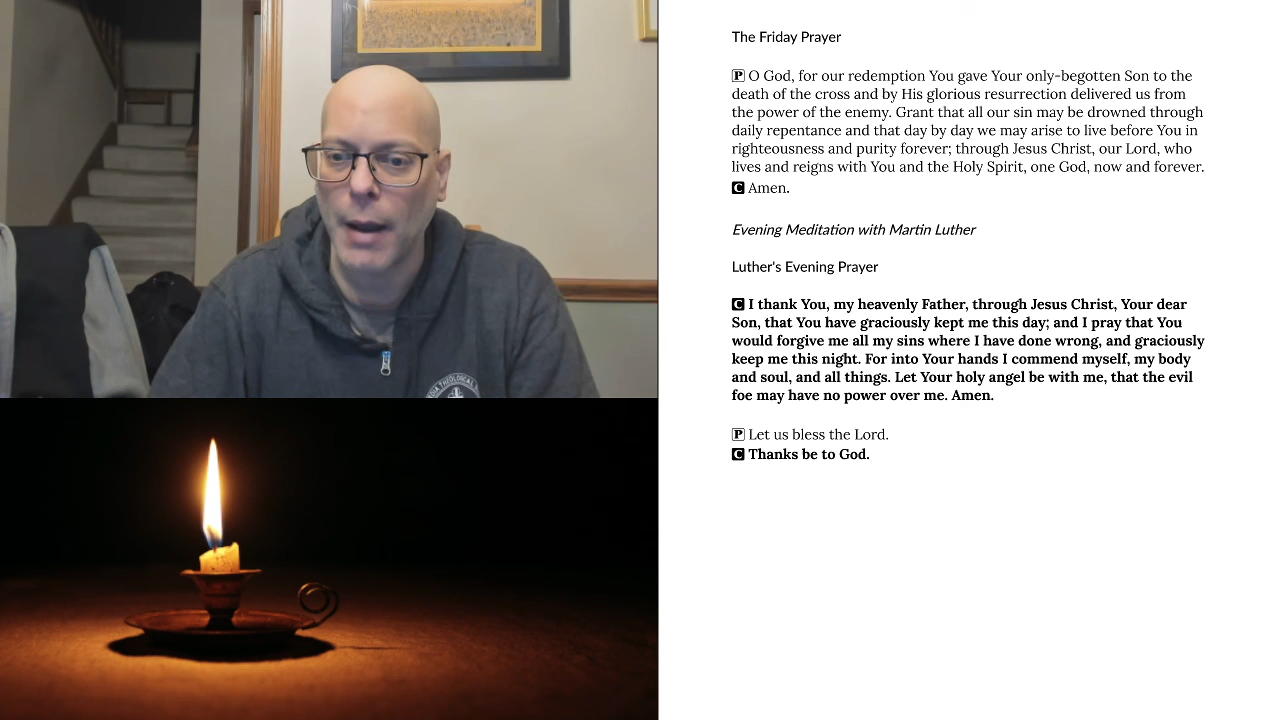 The Friday Prayer
P O God, for our redemption You gave Your only-begotten Son to the
death of the cross and by His glorious resurrection delivered us from
the power of the enemy. Grant that all our sin may be drowned through
daily repentance and that day by day we may arise to live before You in
righteousness and purity forever; through Jesus Christ, our Lord, who
lives and reigns with You and the Holy Spirit, one God, now and forever.
C Amen.
Evening Meditation with Martin Luther
Luther's Evening Prayer
C I thank You, my heavenly Father, through Jesus Christ, Your dear
Son, that You have graciously kept me this day; and I pray that You
would forgive me all my sins where I have done wrong, and graciously
keep me this night. For into Your hands I commend myself, my body
and soul, and all things. Let Your holy angel be with me, that the evil
foe may have no power over me. Amen.
P Let us bless the Lord.
C Thanks be to God.